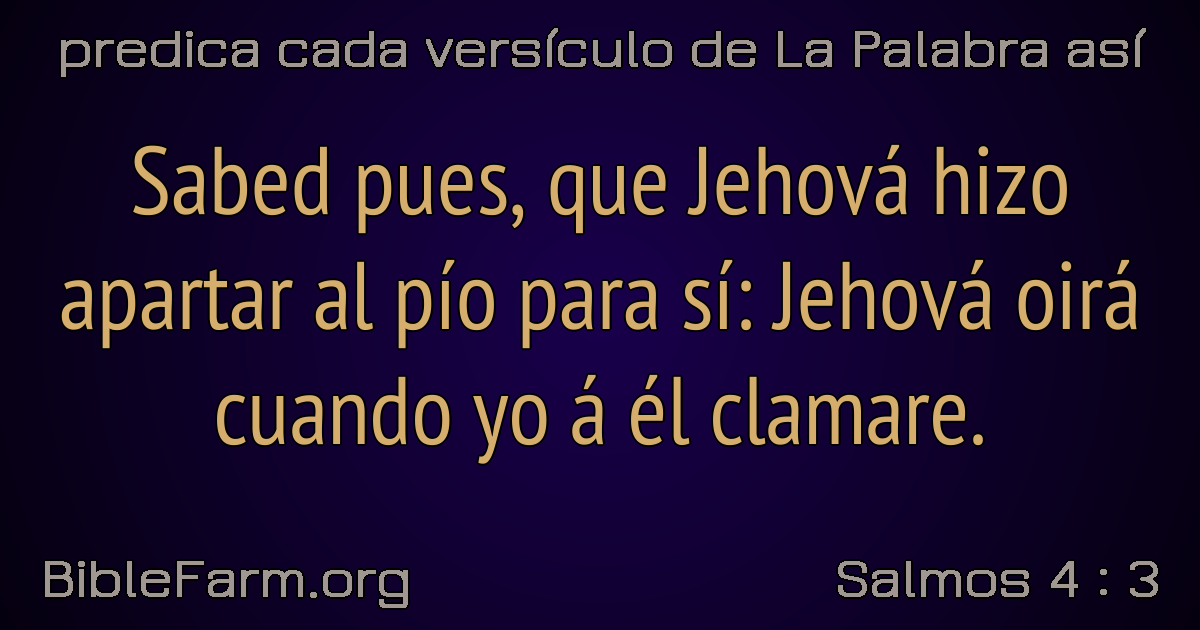 predica cada versículo de La Palabra así
Sabed pues, que Jehová hizo
apartar al pío para sí: Jehová oirá
cuando yo á él clamare.
BibleFarm.org
Salmos 4 : 3